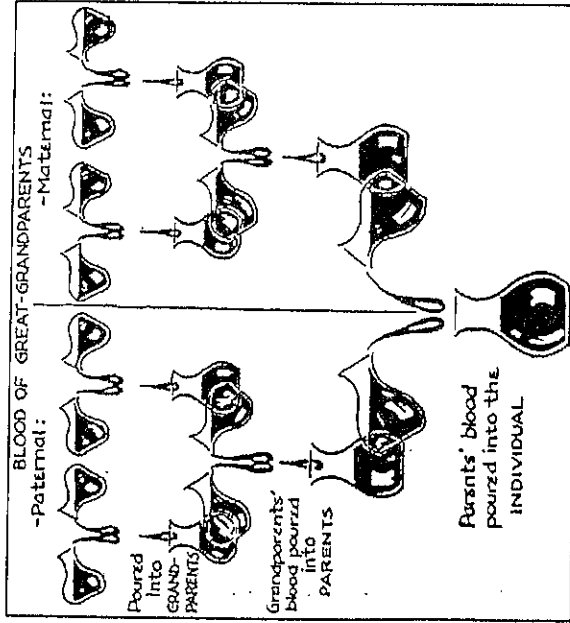 BLOOD OF GREAT-GRANDPARENTS
-Paternal:
-Maternal:
Poured
Into
GRAND-
PARENTS
Grandparents'
blood poured
into
PARENTS
Parents' blood
poured into the
INDIVIDUAL